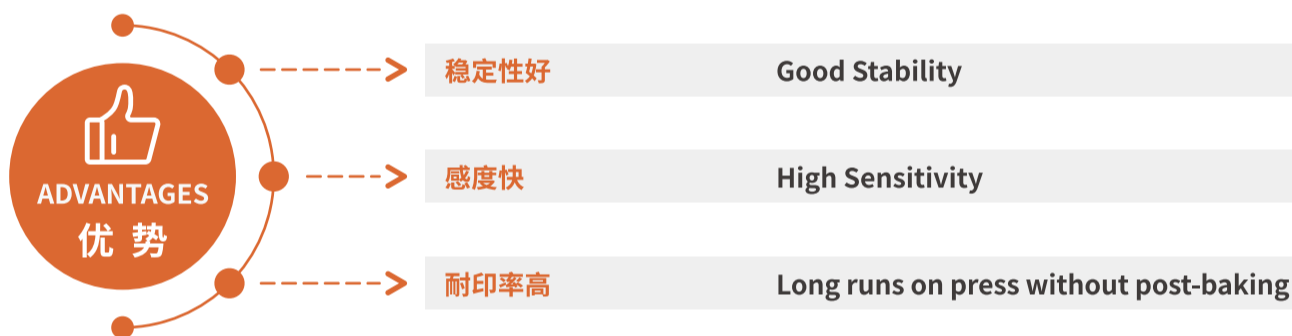 ADVANTAGES
优势
稳定性好 Good Stability
感度快 High Sensitivity
耐印率高 Long runs on press without post-baking